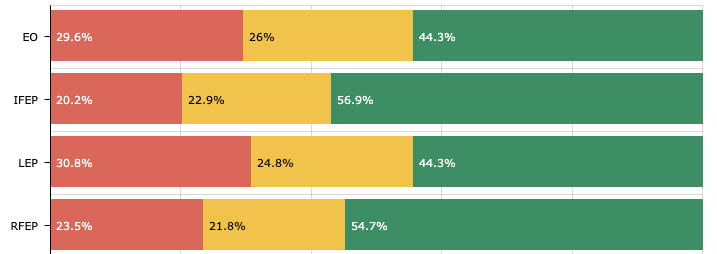 EO 29.6% 26% 44.3%
IFEP 20.2% 22.9% 56.9%
LEP 30.8% 24.8% 44.3%
RFEP 23.5% 21.8% 54.7%